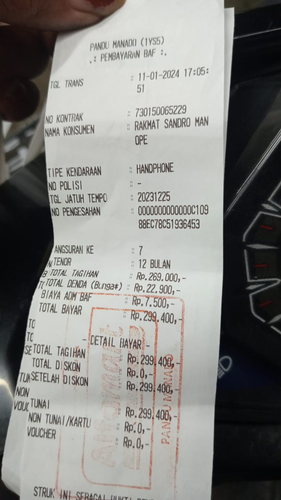 PANDU MANADO (1YS5)
.: PEMBAYARAN BAF :.
TGL TRANS : 11-01-2024 17:05:
51
NO KONTRAK : 730150065229
NAMA KONSUMEN : RAKMAT SANDRO MAN
OPE
TIPE KENDARAAN : HANDPHONE
NO POLISI : -
TGL JATUH TEMPO : 20231225
NO PENGESAHAN : 0000000000000C109
88EC78C51936453
ANGSURAN KE : 7
TENOR : 12 BULAN
TOTAL TAGIHAN : Rp.269.000,-
TOTAL DENDA (Bunga*) : Rp.22.900,-
BIAYA ADM BAF : Rp.7.500,-
TOTAL BAYAR : Rp.299.400,-
- DETAIL BAYAR -
TOTAL TAGIHAN : Rp.299.400,-
TOTAL DISKON : Rp.0,-
SETELAH DISKON : Rp.299.400,-
TUNAI : Rp.299.400,-
NON TUNAI/KARTU : Rp.0,-
VOUCHER : Rp.0,-
PANDU MANADO
STRUK INI SEBAGAI BUKTI